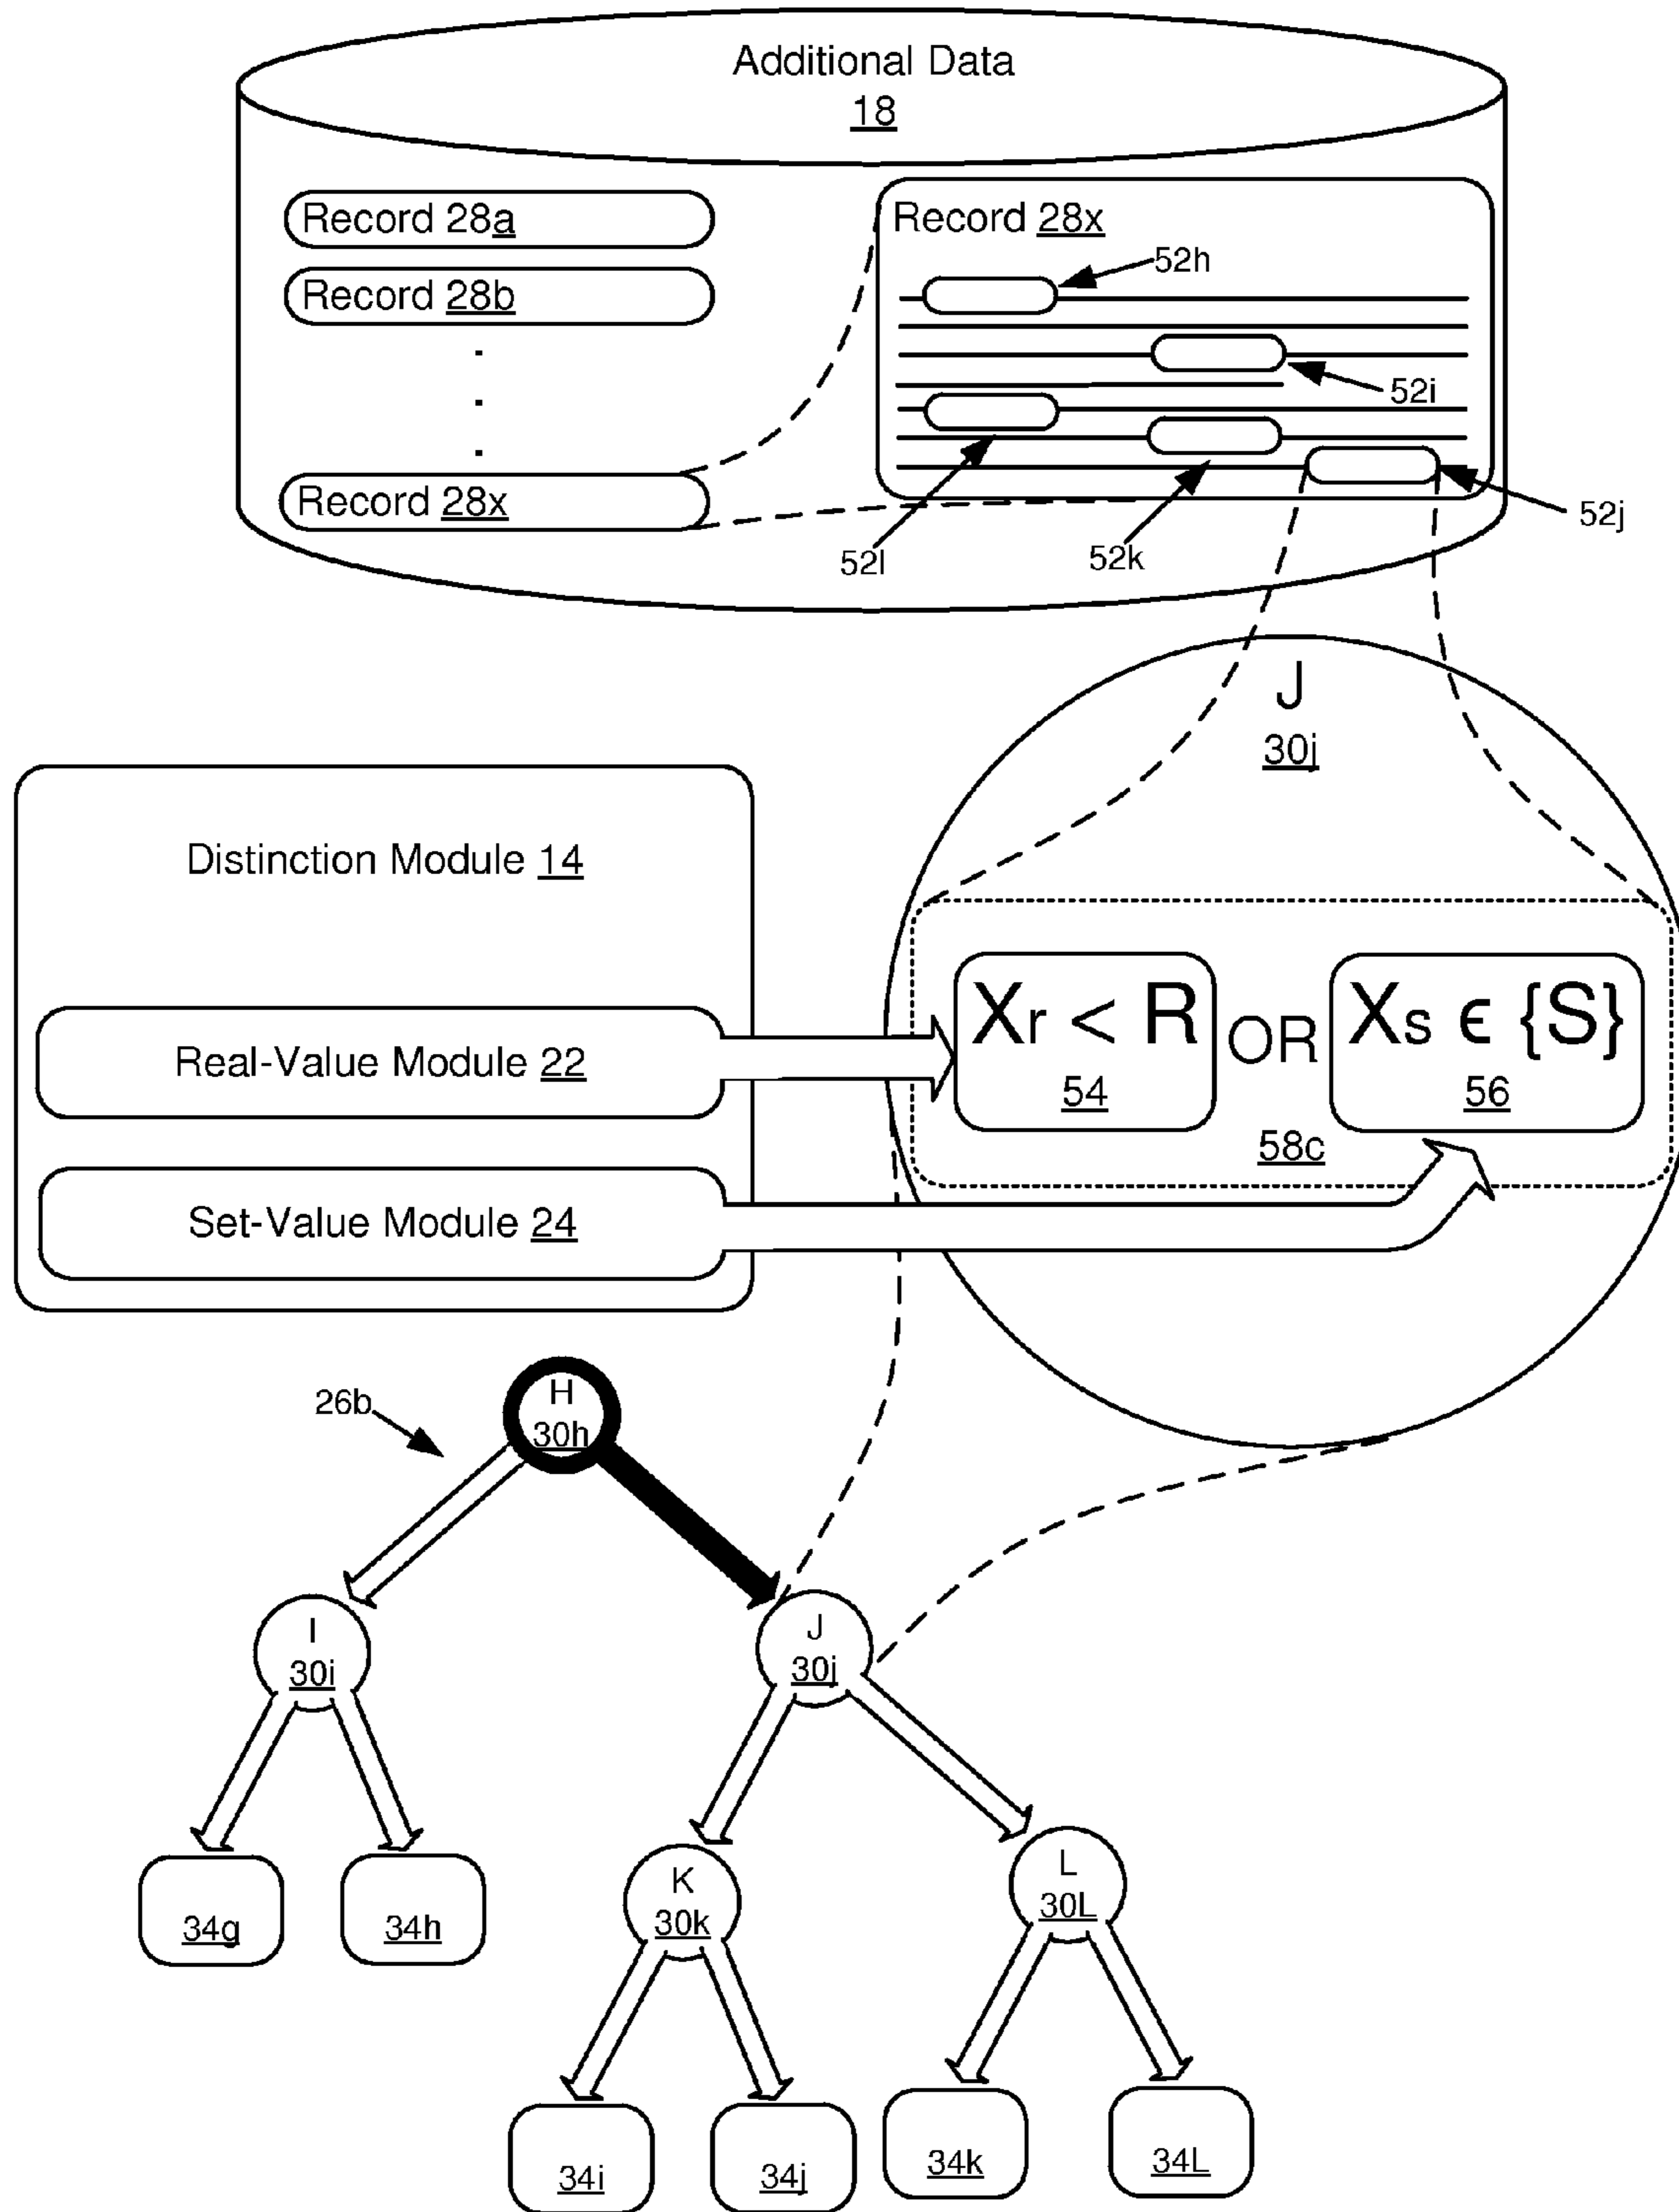 Additional Data
18
Record 28a
Record 28x
52h
Record 28b
.
52i
.
.
Record 28x
52j
52l
52k
J
30j
Distinction Module 14
Xr < R OR Xs ϵ {S}
54
56
Real-Value Module 22
58c
Set-Value Module 24
26b
H
30h
I
30i
J
30j
K
30k
L
30L
34g
34h
34i
34j
34k
34L